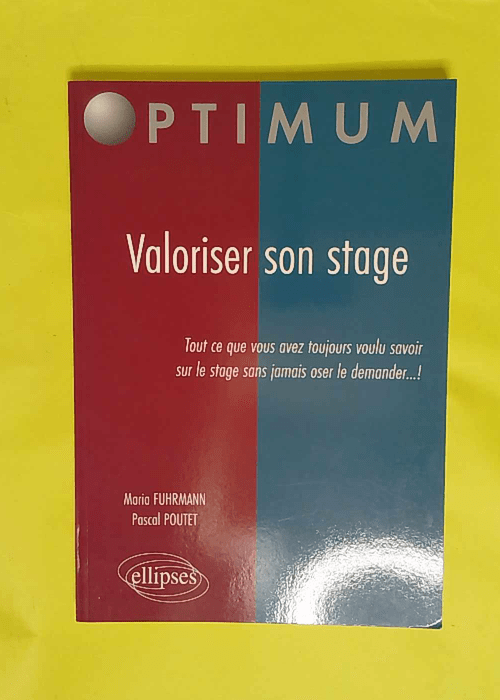 OPTIMUM
Valoriser son stage
Tout ce que vous avez toujours voulu savoir
sur le stage sans jamais oser le demander...!
Maria FUHRMANN
Pascal POUTET
ellipses